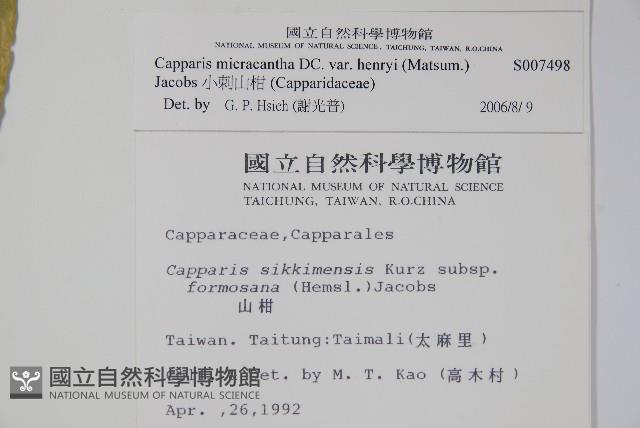 國立自然科學博物館
NATIONAL MUSEUM OF NATURAL SCIENCE, TAICHUNG, TAIWAN, R.O.CHINA
Capparis micracantha DC. var. henryi (Matsum.) S007498
Jacobs 小刺山柑 (Capparidaceae)
Det. by G. P. Hsich (謝光普) 2006/8/ 9
國立自然科學博物館
NATIONAL MUSEUM OF NATURAL SCIENCE
TAICHUNG, TAIWAN, R.O.CHINA
Capparaceae,Capparales
Capparis sikkimensis Kurz subsp.
formosana (Hemsl.)Jacobs
山柑
Taiwan. Taitung:Taimali(太麻里)
et. by M. T. Kao (高木村)
Apr. ,26,1992
國立自然科學博物館
NATIONAL MUSEUM OF NATURAL SCIENCE